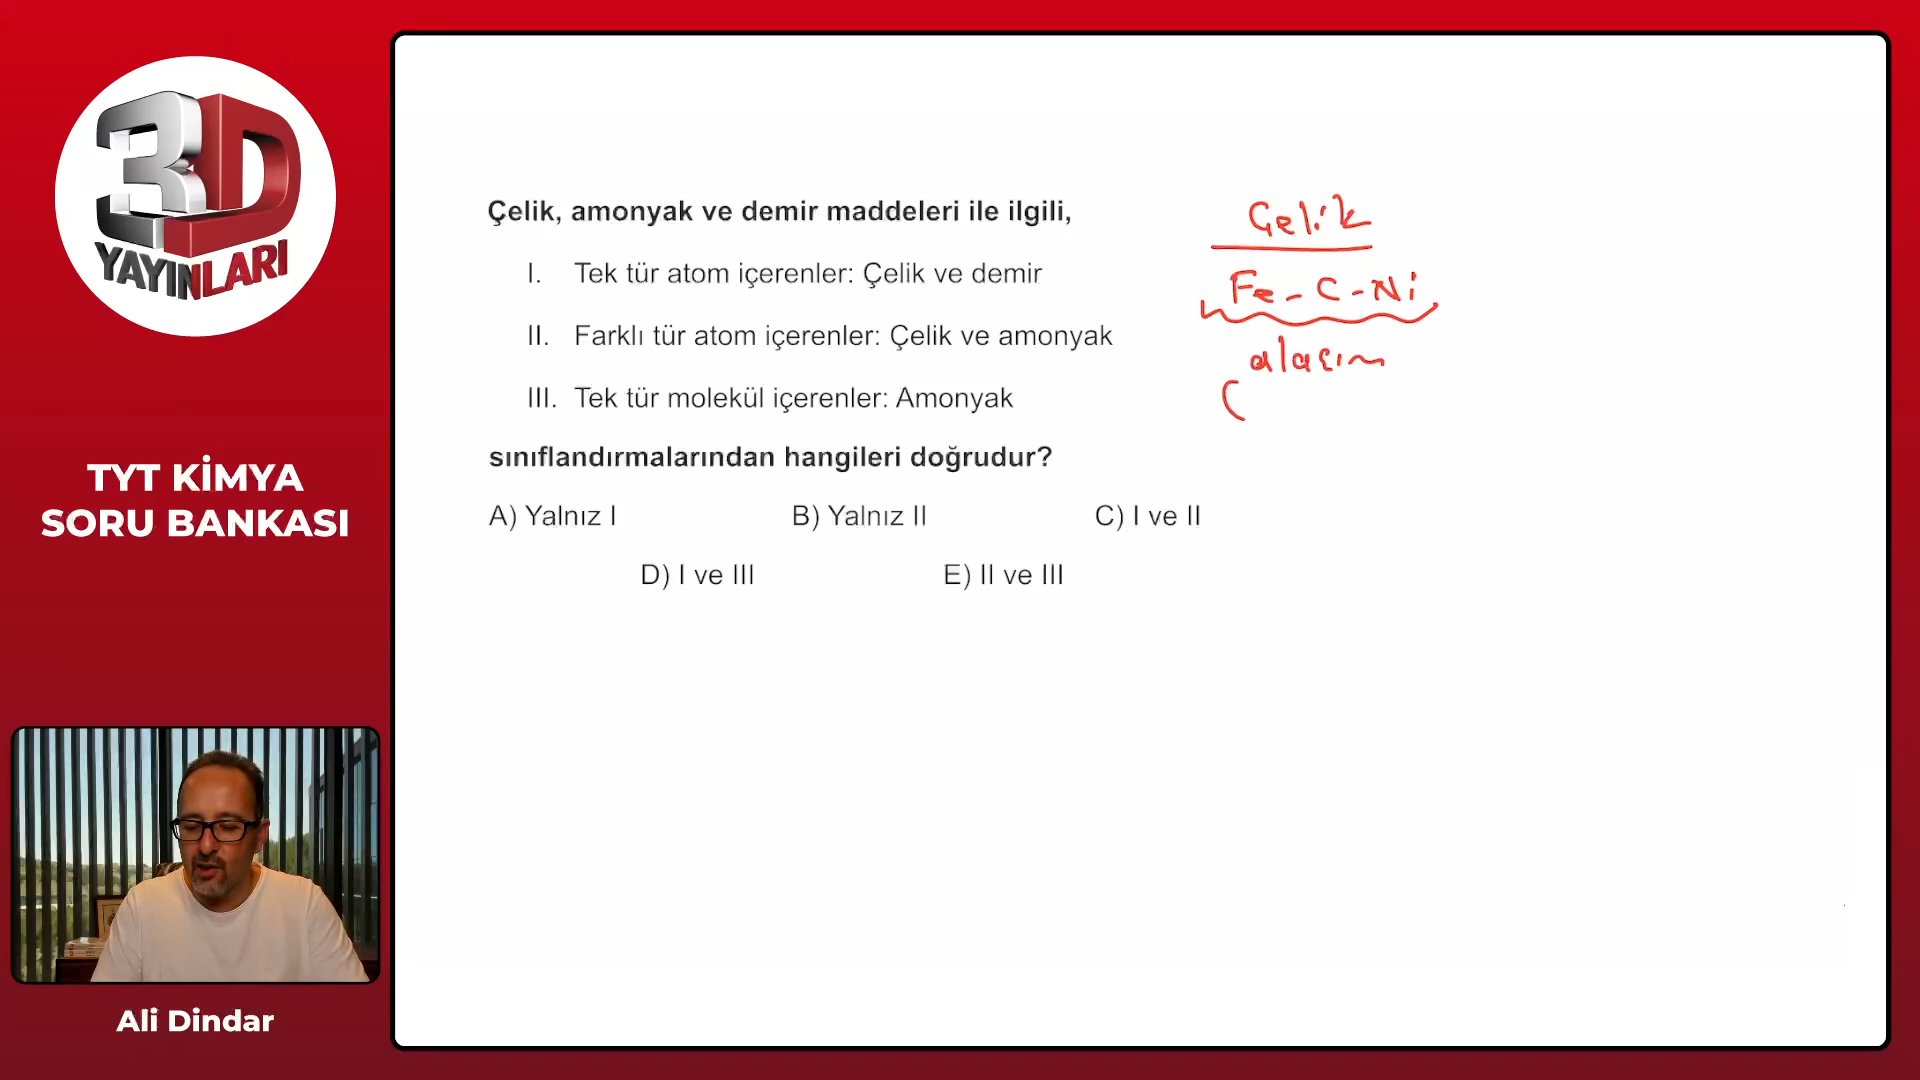 3D
YAYINLARI
TYT KİMYA
SORU BANKASI
Ali Dindar
Çelik, amonyak ve demir maddeleri ile ilgili,
I. Tek tür atom içerenler: Çelik ve demir
II. Farklı tür atom içerenler: Çelik ve amonyak
III. Tek tür molekül içerenler: Amonyak
sınıflandırmalarından hangileri doğrudur?
A) Yalnız I B) Yalnız II C) I ve II
D) I ve III E) II ve III
Çelik
Fe - C - Ni
alaşım
(